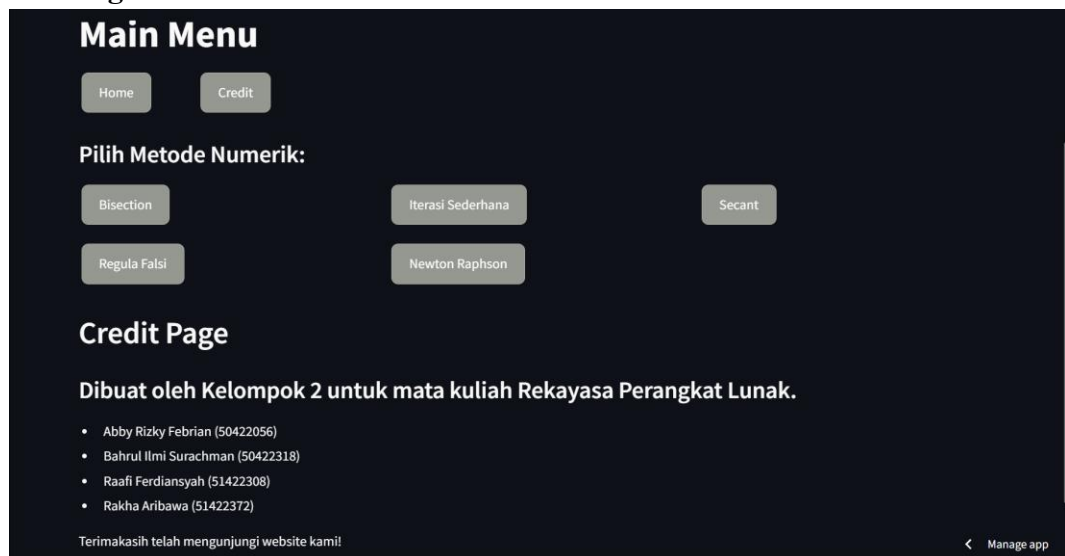 Main Menu
Home Credit
Pilih Metode Numerik:
Bisection Iterasi Sederhana Secant
Regula Falsi Newton Raphson
Credit Page
Dibuat oleh Kelompok 2 untuk mata kuliah Rekayasa Perangkat Lunak.
• Abby Rizky Febrian (50422056)
• Bahrul Ilmi Surachman (50422318)
• Raafi Ferdiansyah (51422308)
• Rakha Aribawa (51422372)
Terimakasih telah mengunjungi website kami!
< Manage app